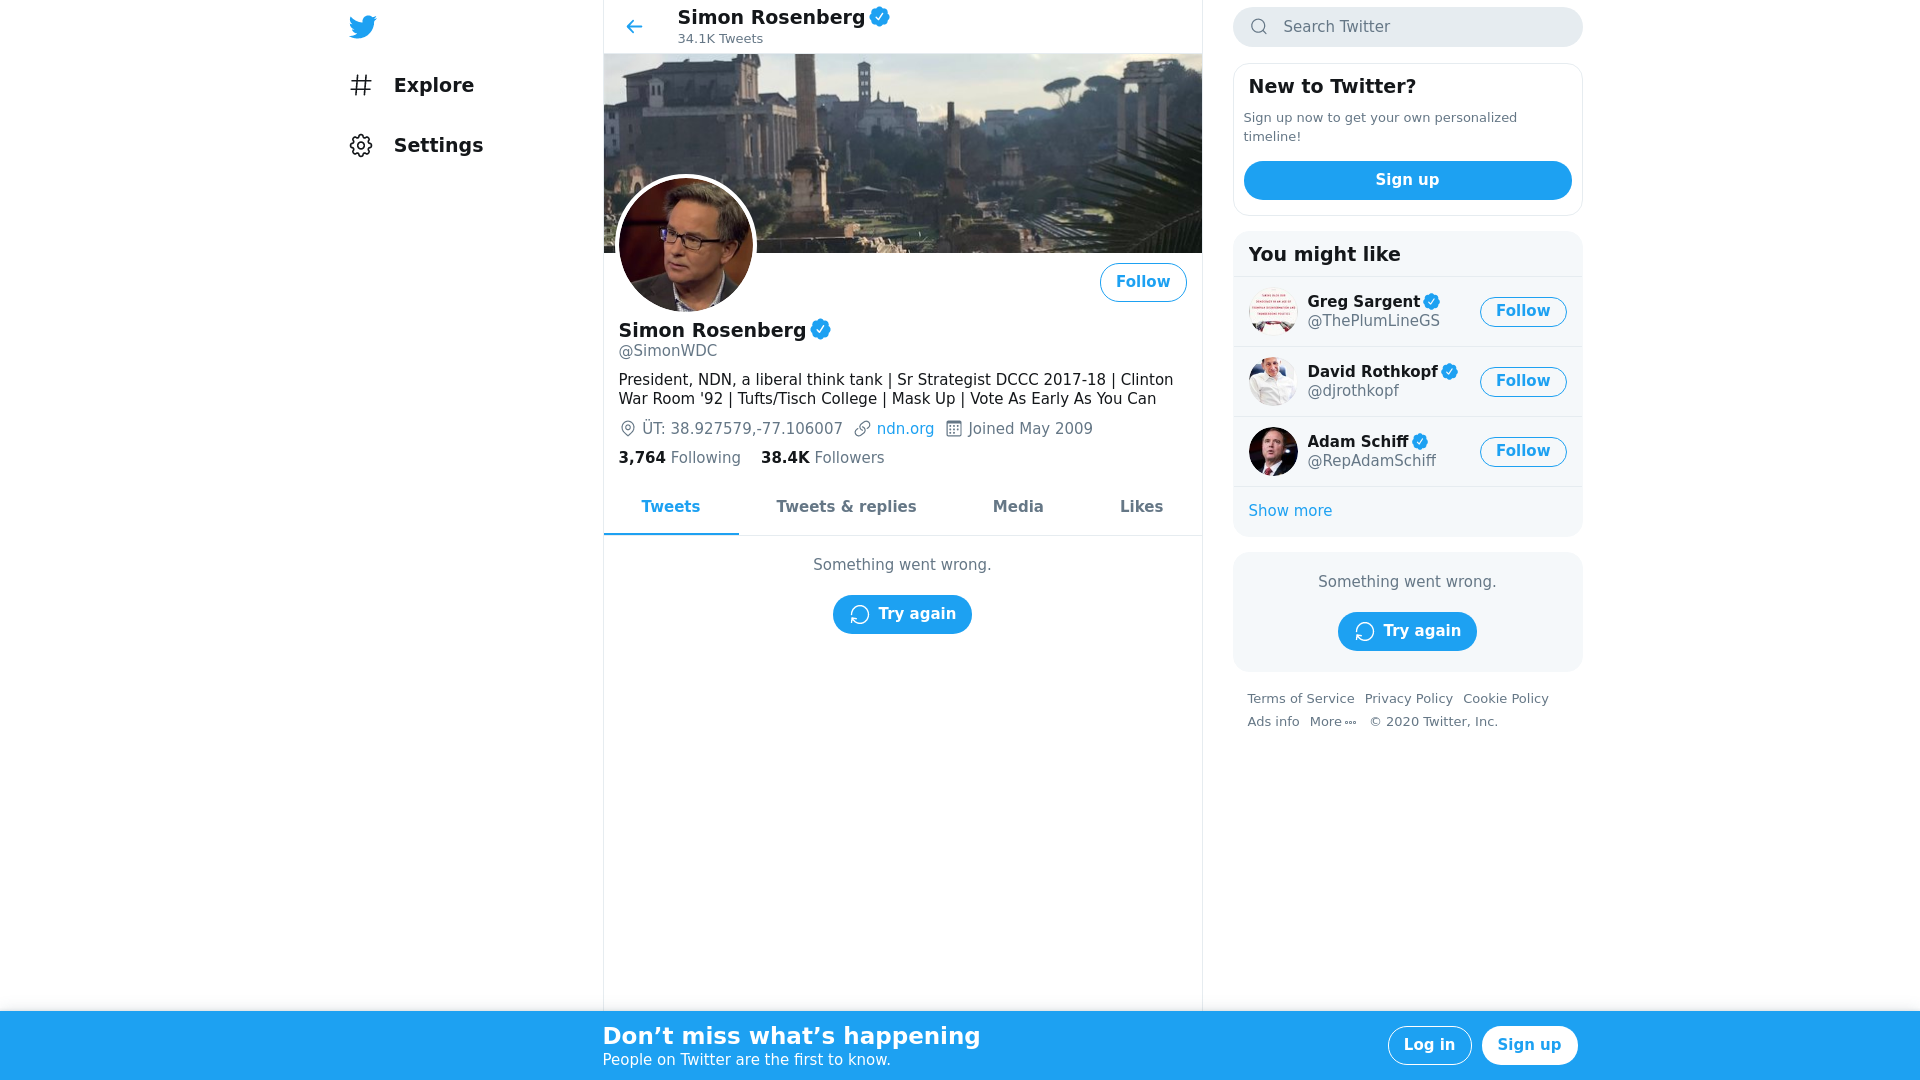 Explore
Settings
Simon Rosenberg
34.1K Tweets
Follow
Simon Rosenberg
@SimonWDC
President, NDN, a liberal think tank | Sr Strategist DCCC 2017-18 | Clinton
War Room '92 | Tufts/Tisch College | Mask Up | Vote As Early As You Can
ÜT: 38.927579,-77.106007 ndn.org Joined May 2009
3,764 Following 38.4K Followers
Tweets Tweets & replies Media Likes
Something went wrong.
Try again
Search Twitter
New to Twitter?
Sign up now to get your own personalized
timeline!
Sign up
You might like
Greg Sargent
@ThePlumLineGS
Follow
David Rothkopf
@djrothkopf
Follow
Adam Schiff
@RepAdamSchiff
Follow
Show more
Something went wrong.
Try again
Terms of Service Privacy Policy Cookie Policy
Ads info More © 2020 Twitter, Inc.
Don’t miss what’s happening
People on Twitter are the first to know.
Log in Sign up